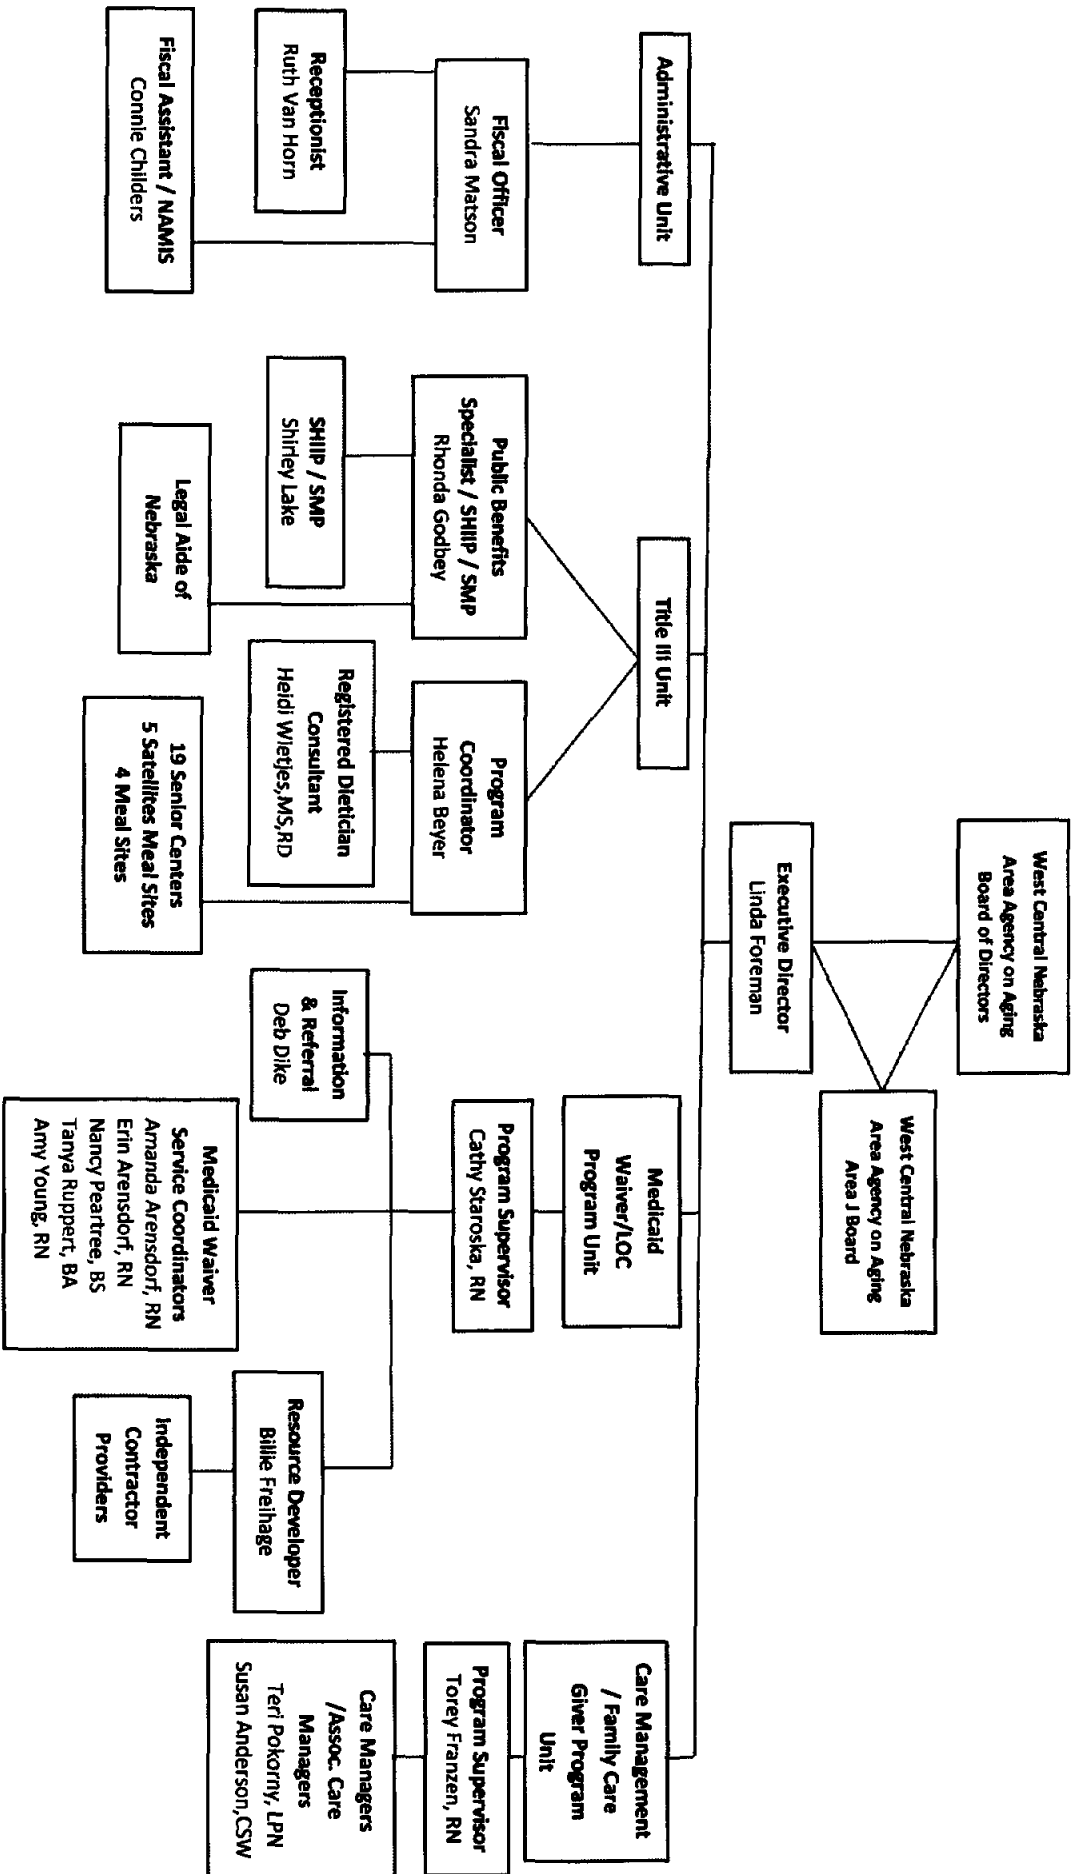 West Central Nebraska
Area Agency on Aging
Board of Directors
West Central Nebraska
Area Agency on Aging
Area J Board
Executive Director
Linda Foreman
Administrative Unit
Fiscal Officer
Sandra Matson
Receptionist
Ruth Van Horn
Fiscal Assistant / NAMIS
Connie Childers
Title III Unit
Public Benefits
Specialist / SHIIP / SMP
Rhonda Godbey
SHIIP / SMP
Shirley Lake
Legal Aide of
Nebraska
Program
Coordinator
Helena Beyer
Registered Dietician
Consultant
Heidi Wietjes,MS,RD
19 Senior Centers
5 Satellites Meal Sites
4 Meal Sites
Medicaid
Waiver/LOC
Program Unit
Program Supervisor
Cathy Staroska, RN
Information
& Referral
Deb Dike
Medicaid Waiver
Service Coordinators
Amanda Arensdorf, RN
Erin Arensdorf, RN
Nancy Peartree, BS
Tanya Ruppert, BA
Amy Young, RN
Resource Developer
Billie Freihage
Independent
Contractor
Providers
Care Management
/ Family Care
Giver Program
Unit
Program Supervisor
Torey Franzen, RN
Care Managers
/Assoc. Care
Managers
Teri Pokorny, LPN
Susan Anderson,CSW